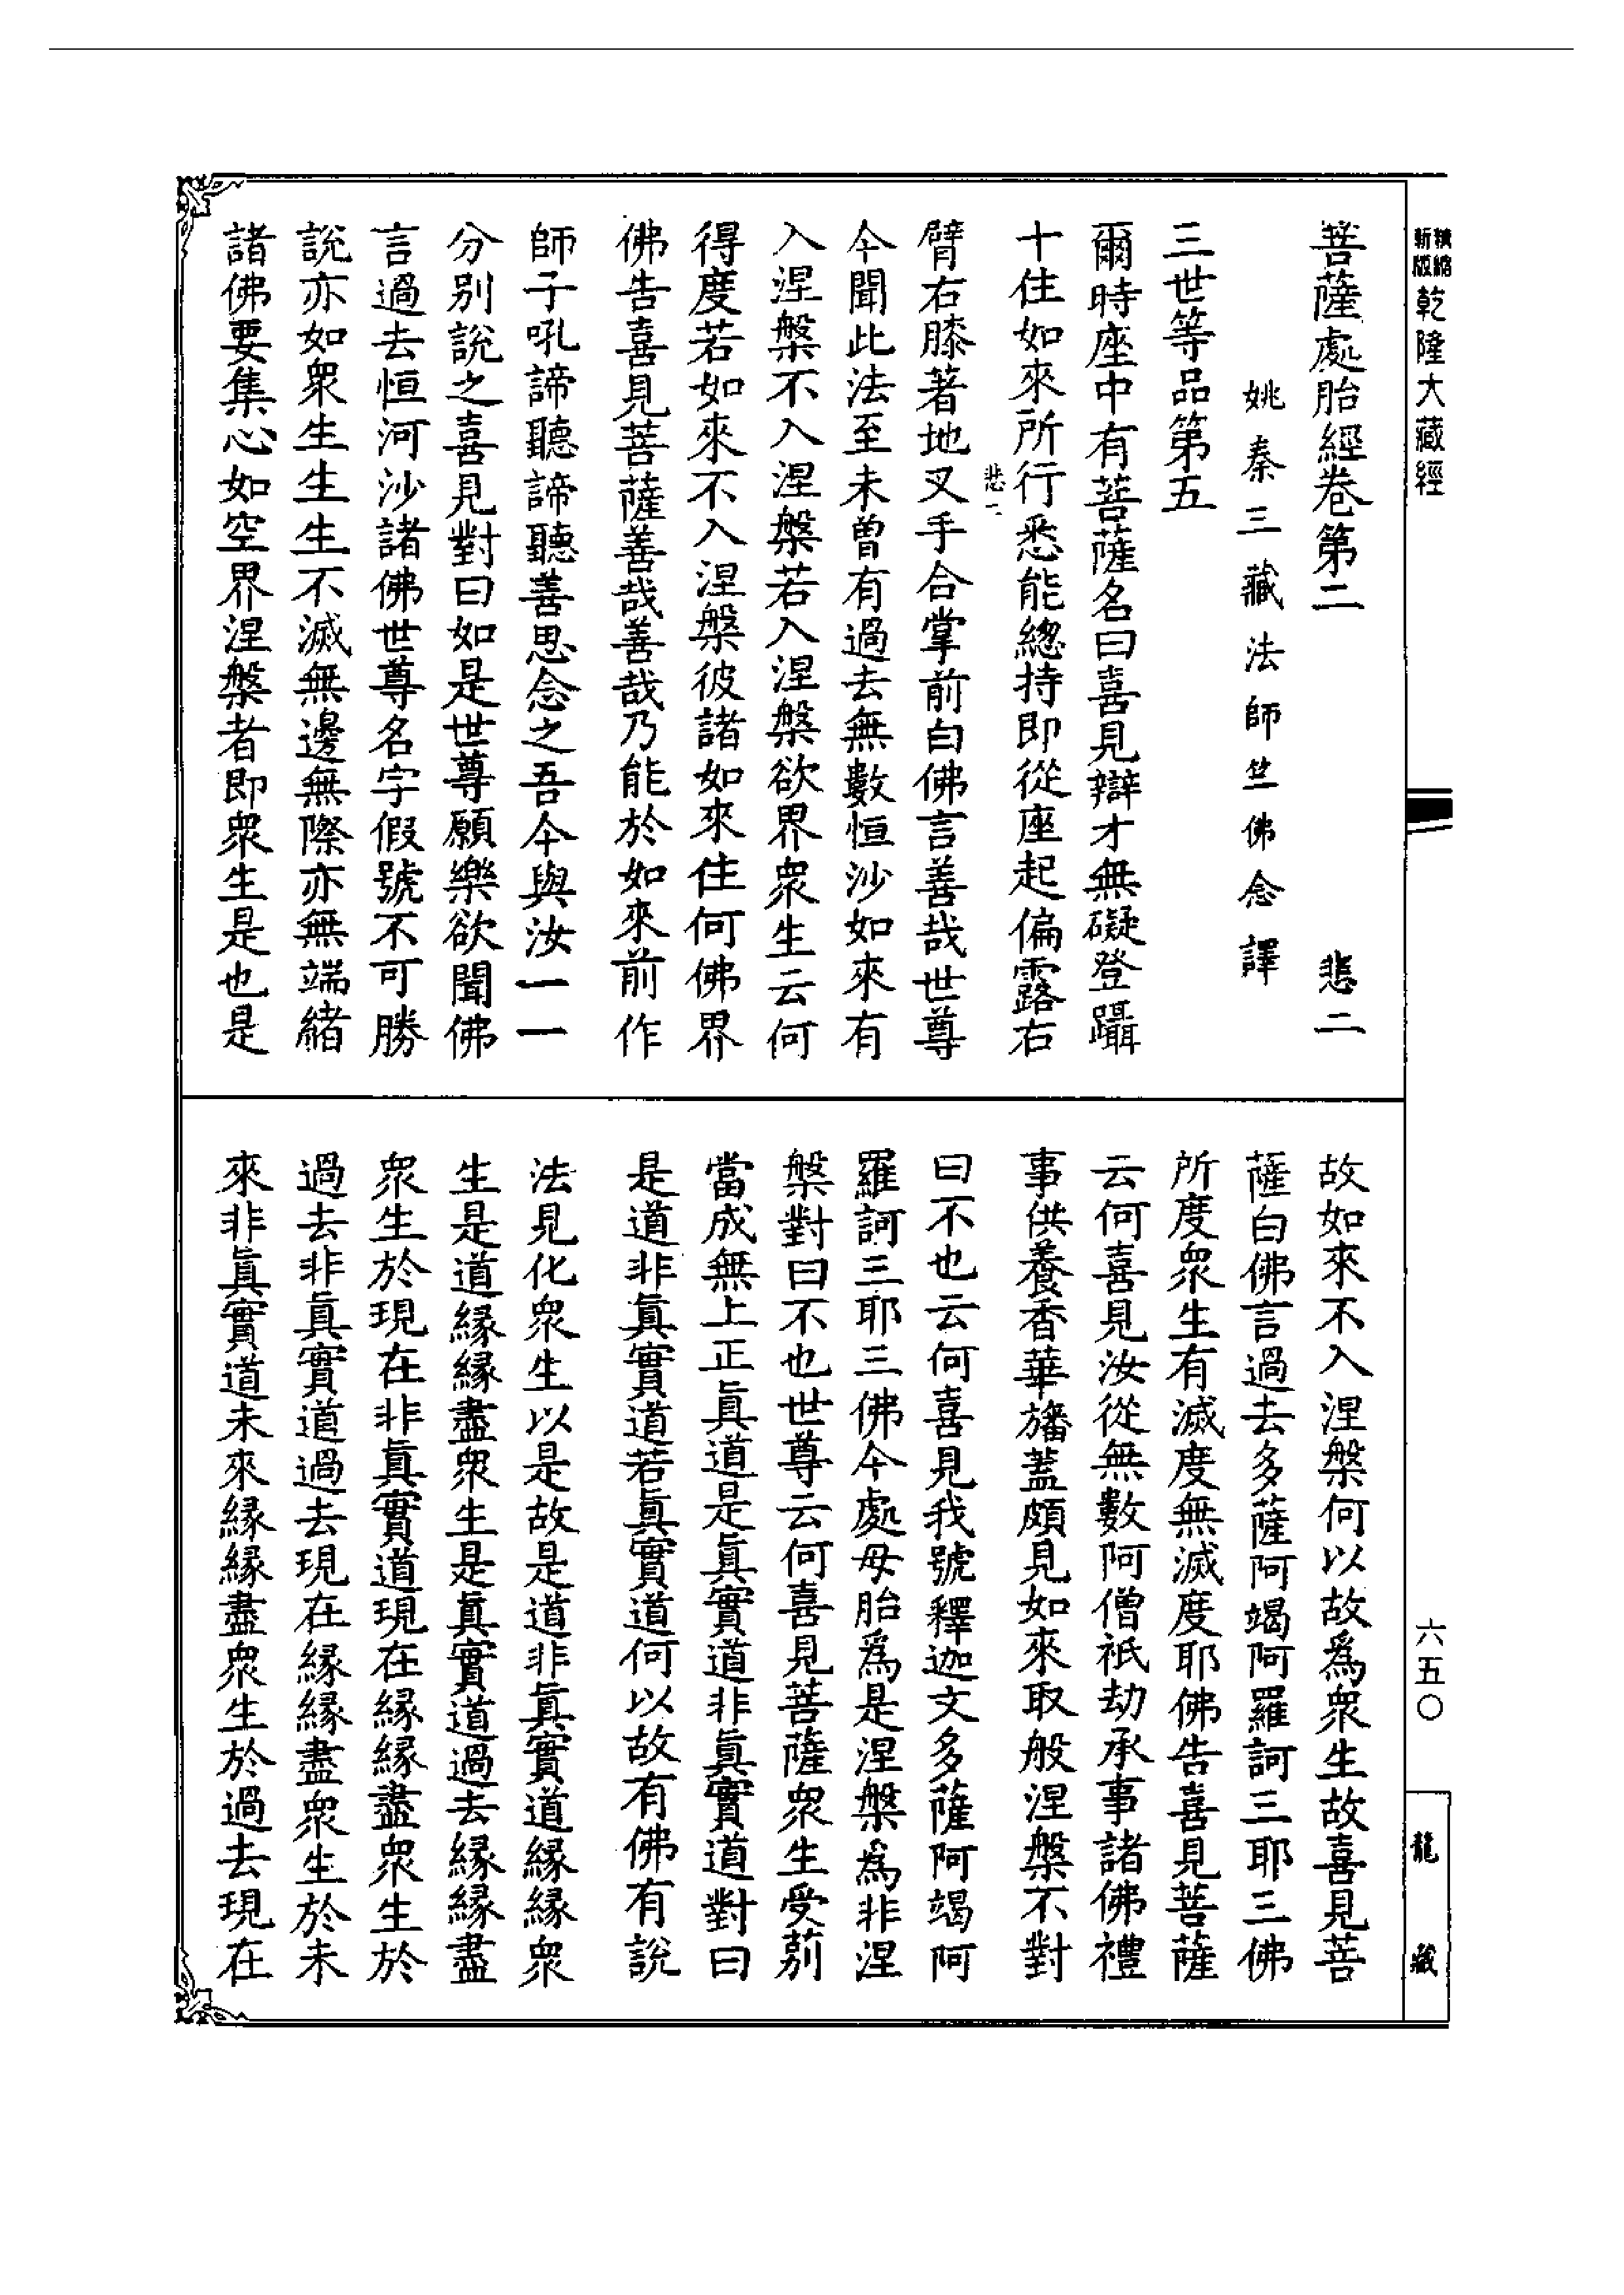 精縮新版乾隆大藏經
六五〇
龍藏
菩薩處胎經卷第二 悲二
姚秦三藏法師竺佛念譯
三世等品第五
爾時座中有菩薩名曰喜見辯才無礙登躡
十住如來所行悉能總持即從座起偏露右
悲一
臂右膝著地叉手合掌前白佛言善哉世尊
今聞此法至未曾有過去無數恒沙如來有
入涅槃不入涅槃若入涅槃欲界衆生云何
得度若如來不入涅槃彼諸如來住何佛界
佛告喜見菩薩善哉善哉乃能於如來前作
師子吼諦聽諦聽善思念之吾今與汝一一
分別說之喜見對曰如是世尊願樂欲聞佛
言過去恒河沙諸佛世尊名字假號不可勝
說亦如衆生生生不滅無邊無際亦無端緒
諸佛要集心如空界涅槃者即衆生是也是
故如來不入涅槃何以故爲衆生故喜見菩
薩白佛言過去多薩阿竭阿羅訶三耶三佛
所度衆生有滅度無滅度耶佛告喜見菩薩
云何喜見汝從無數阿僧祇劫承事諸佛禮
事供養香華旛蓋頗見如來取般涅槃不對
曰不也云何喜見我號釋迦文多薩阿竭阿
羅訶三耶三佛今處母胎爲是涅槃爲非涅
槃對曰不也世尊云何喜見菩薩衆生受莂
當成無上正眞道是眞實道非眞實道對曰
是道非眞實道若眞實道何以故有佛有說
法見化衆生以是故是道非眞實道緣緣衆
生是道緣緣盡衆生是眞實道過去緣緣盡
衆生於現在非眞實道現在緣緣盡衆生於
過去非眞實道過去現在緣緣盡衆生於未
來非眞實道未來緣緣盡衆生於過去現在